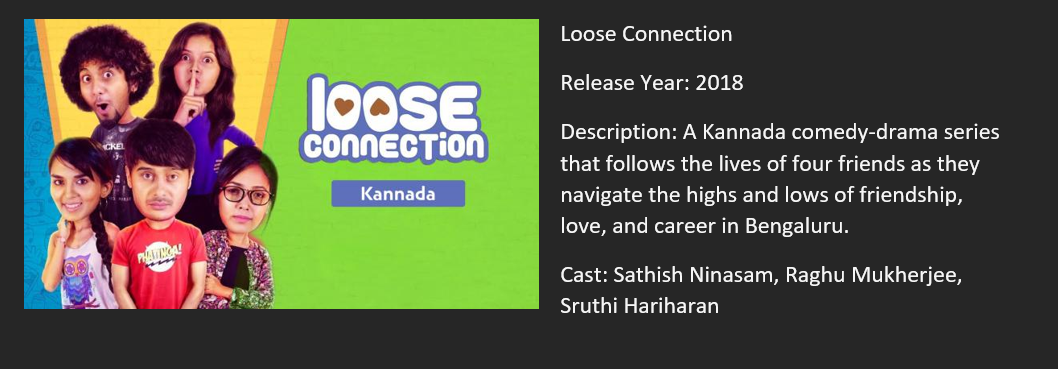 loose
connection
Kannada
PHATNGA!
Loose Connection
Release Year: 2018
Description: A Kannada comedy-drama series
that follows the lives of four friends as they
navigate the highs and lows of friendship,
love, and career in Bengaluru.
Cast: Sathish Ninasam, Raghu Mukherjee,
Sruthi Hariharan